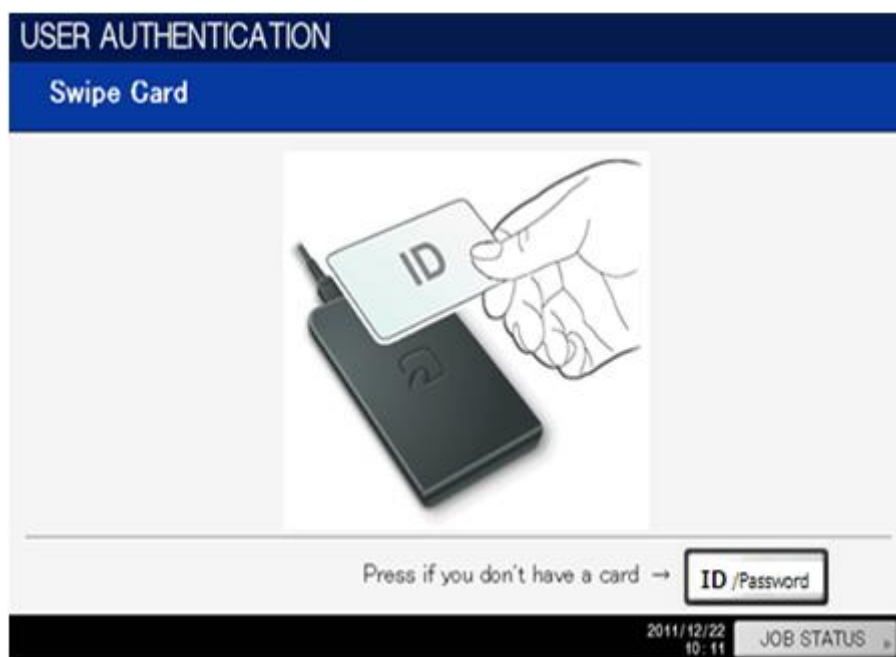 USER AUTHENTICATION
Swipe Card
ID
Press if you don't have a card → ID /Password
2011/12/22
10:11
JOB STATUS